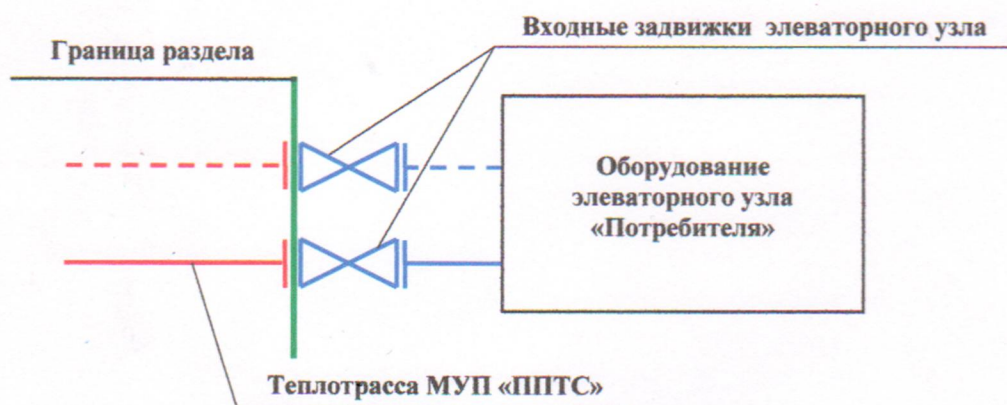 Входные задвижки элеваторного узла
Граница раздела
Оборудование
элеваторного узла
«Потребителя»
Теплотрасса МУП «ППТС»